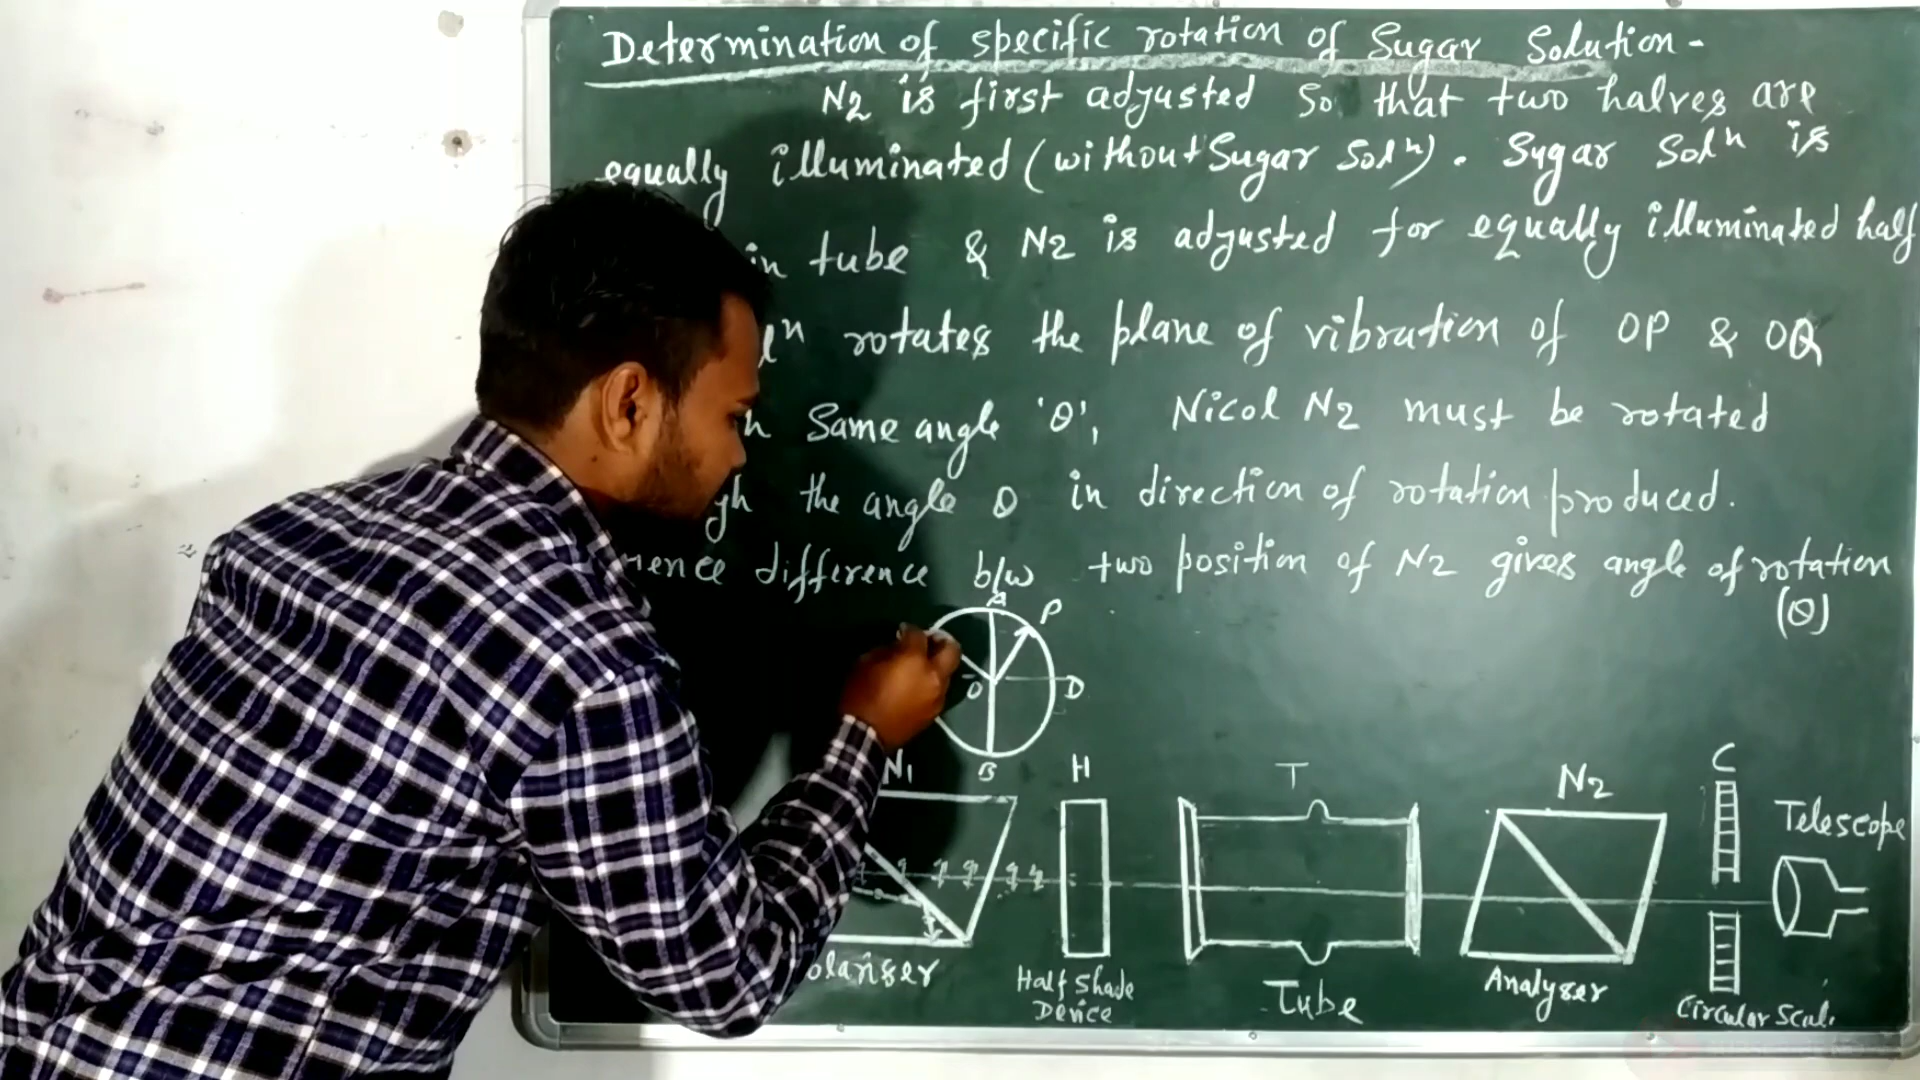 Determination of specific rotation of Sugar Solution -
N2 is first adjusted so that two halves are
equally illuminated (without Sugar Solⁿ). Sugar Solⁿ is
in tube & N2 is adjusted for equally illuminated half
rotates the plane of vibration of OP & OQ
Same angle 'θ', Nicol N2 must be rotated
the angle θ in direction of rotation produced.
hence difference b/w two position of N2 gives angle of rotation
(θ)
A
P
O
D
B
N1
H
T
N2
C
Telescope
Half Shade
Device
Tube
Analyser
Circular Scal